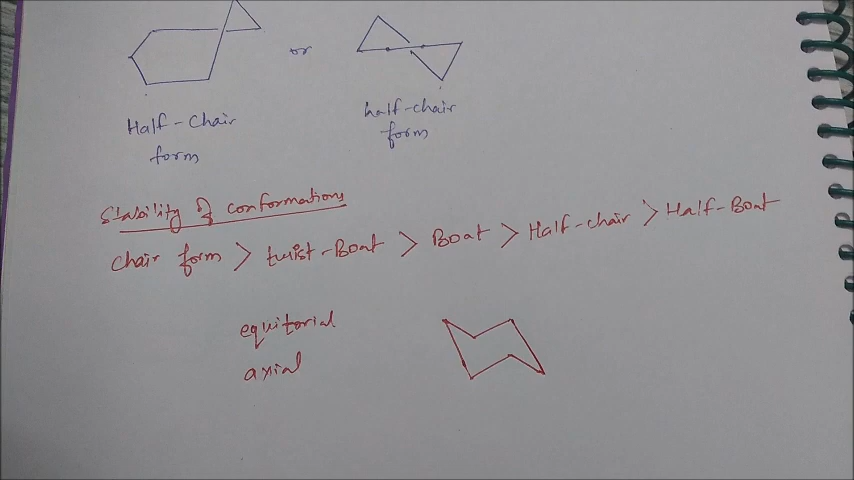 or
Half-Chair
form
half-chair
form
Stability of conformations
chair form > twist-Boat > Boat > Half-chair > Half-Boat
equitorial
axial